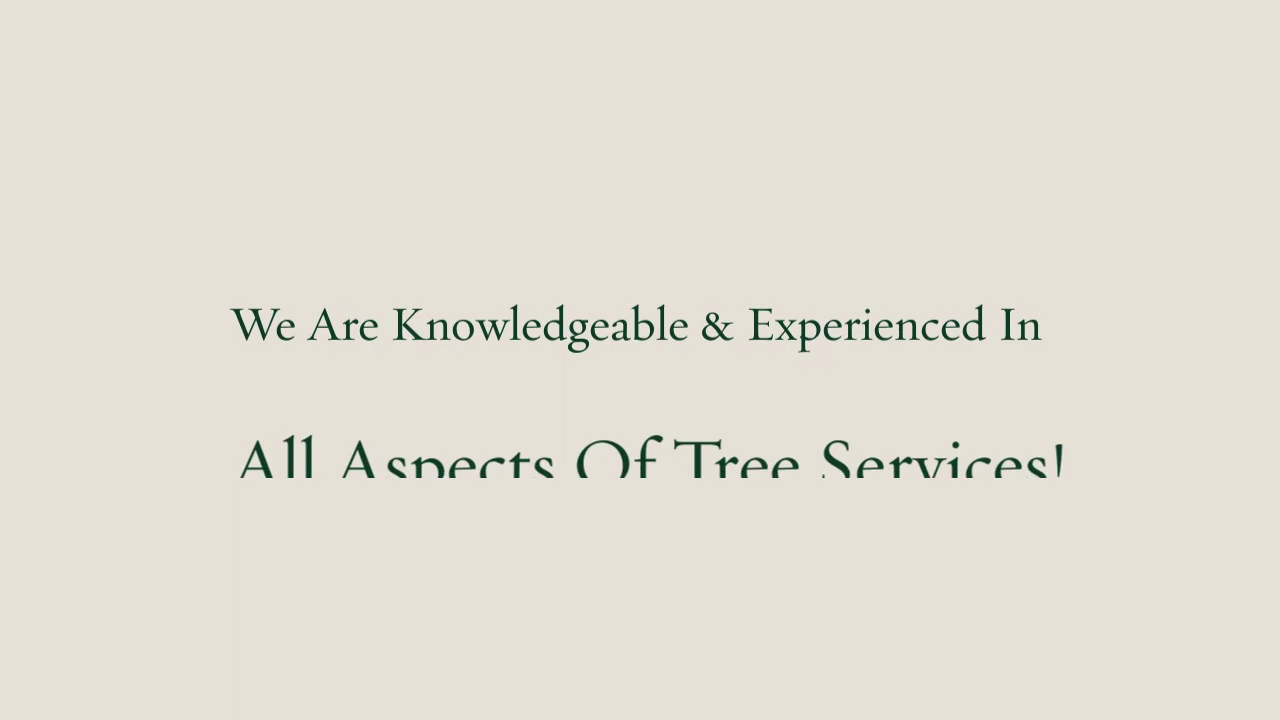 We Are Knowledgeable & Experienced In
All Aspects Of Tree Services!